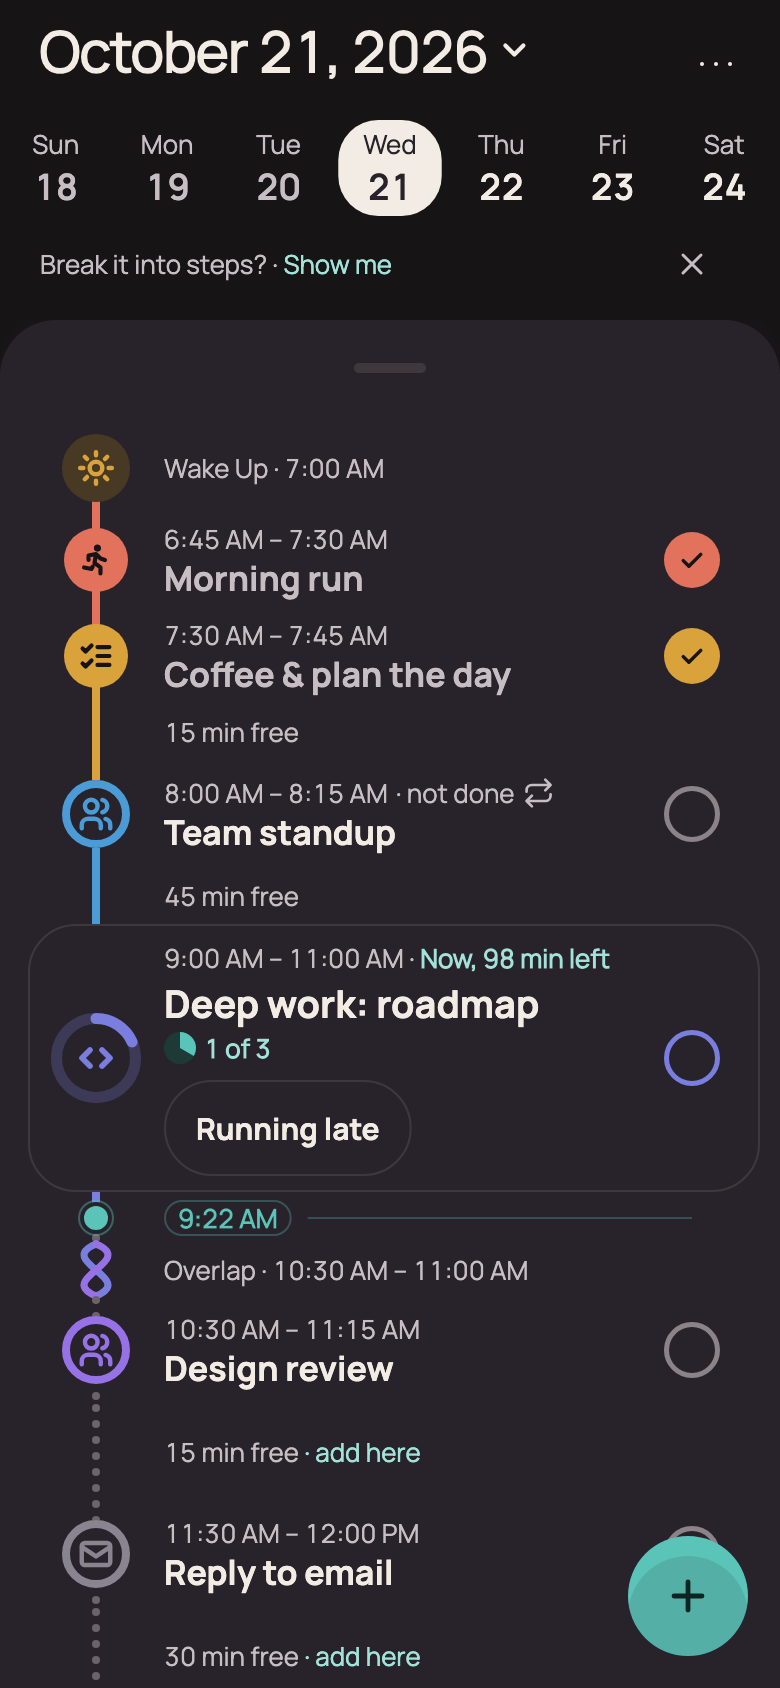 October 21, 2026
...
Sun Mon Tue Wed Thu Fri Sat
18 19 20 21 22 23 24
Break it into steps? · Show me
Wake Up · 7:00 AM
6:45 AM – 7:30 AM
Morning run
7:30 AM – 7:45 AM
Coffee & plan the day
15 min free
8:00 AM – 8:15 AM · not done
Team standup
45 min free
9:00 AM – 11:00 AM · Now, 98 min left
Deep work: roadmap
1 of 3
Running late
9:22 AM
Overlap · 10:30 AM – 11:00 AM
10:30 AM – 11:15 AM
Design review
15 min free · add here
11:30 AM – 12:00 PM
Reply to email
30 min free · add here